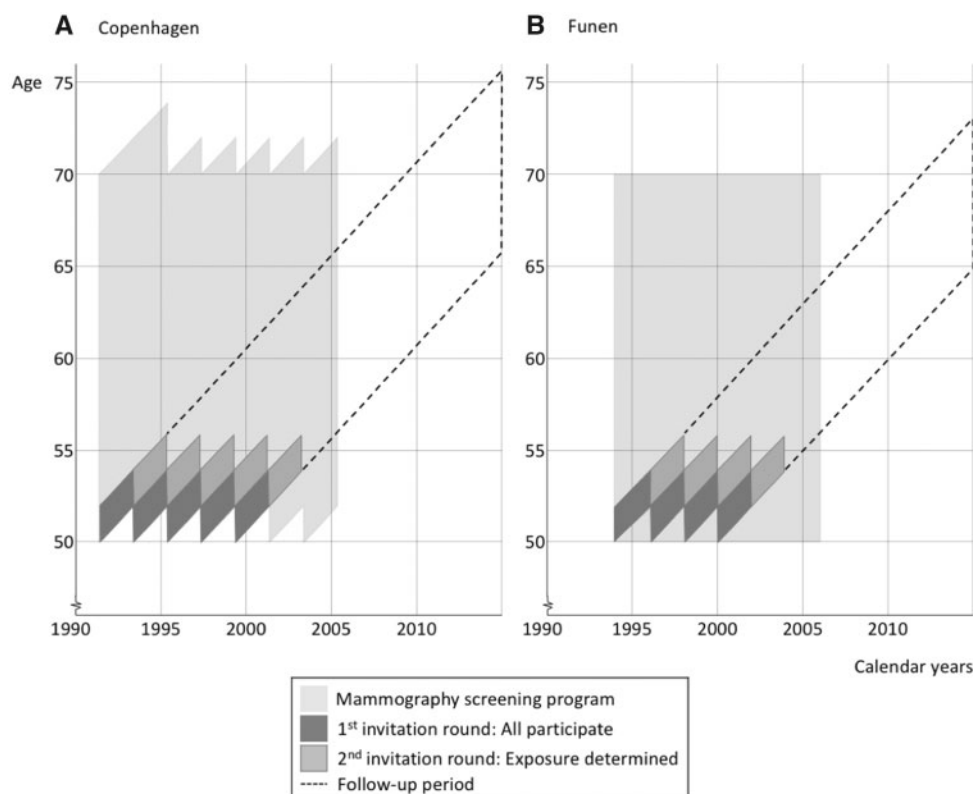 A Copenhagen
B Funen
Age
75
70
65
60
55
50
1990 1995 2000 2005 2010
75
70
65
60
55
50
1990 1995 2000 2005 2010
Calendar years
Mammography screening program
1st invitation round: All participate
2nd invitation round: Exposure determined
Follow-up period